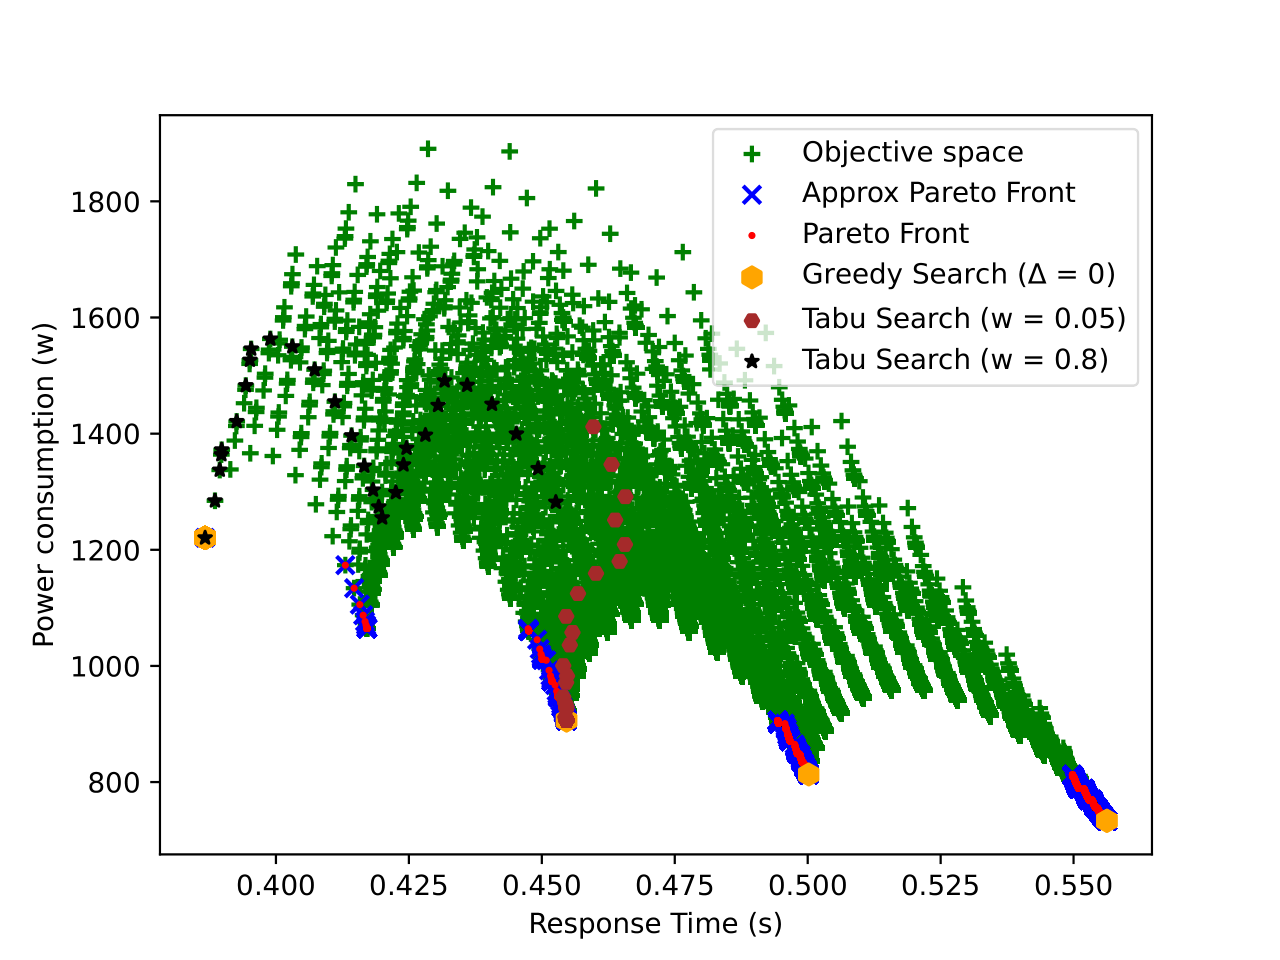 Objective space
Approx Pareto Front
Pareto Front
Greedy Search (Δ = 0)
Tabu Search (w = 0.05)
Tabu Search (w = 0.8)
1800
1600
1400
1200
1000
800
Power consumption (w)
0.400 0.425 0.450 0.475 0.500 0.525 0.550
Response Time (s)